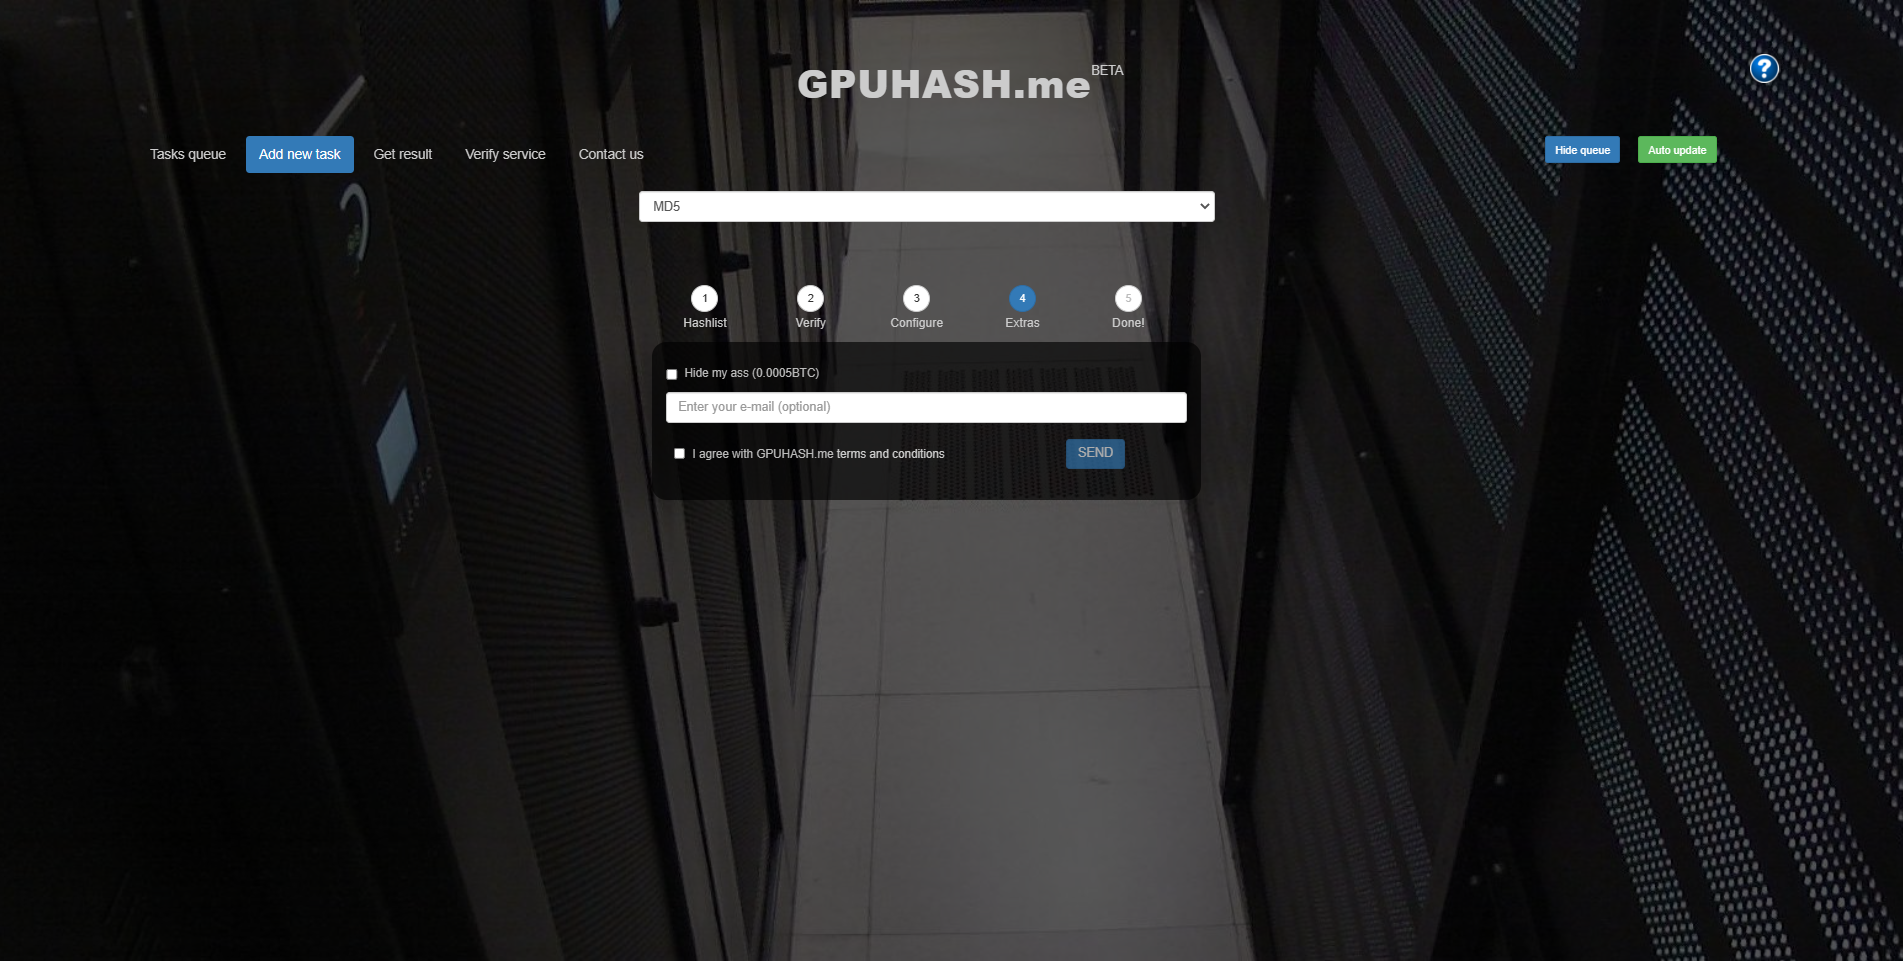 GPUHASH.me BETA
?
Tasks queue Add new task Get result Verify service Contact us Hide queue Auto update
MD5
1 2 3 4 5
Hashlist Verify Configure Extras Done!
Hide my ass (0.0005BTC)
Enter your e-mail (optional)
I agree with GPUHASH.me terms and conditions SEND